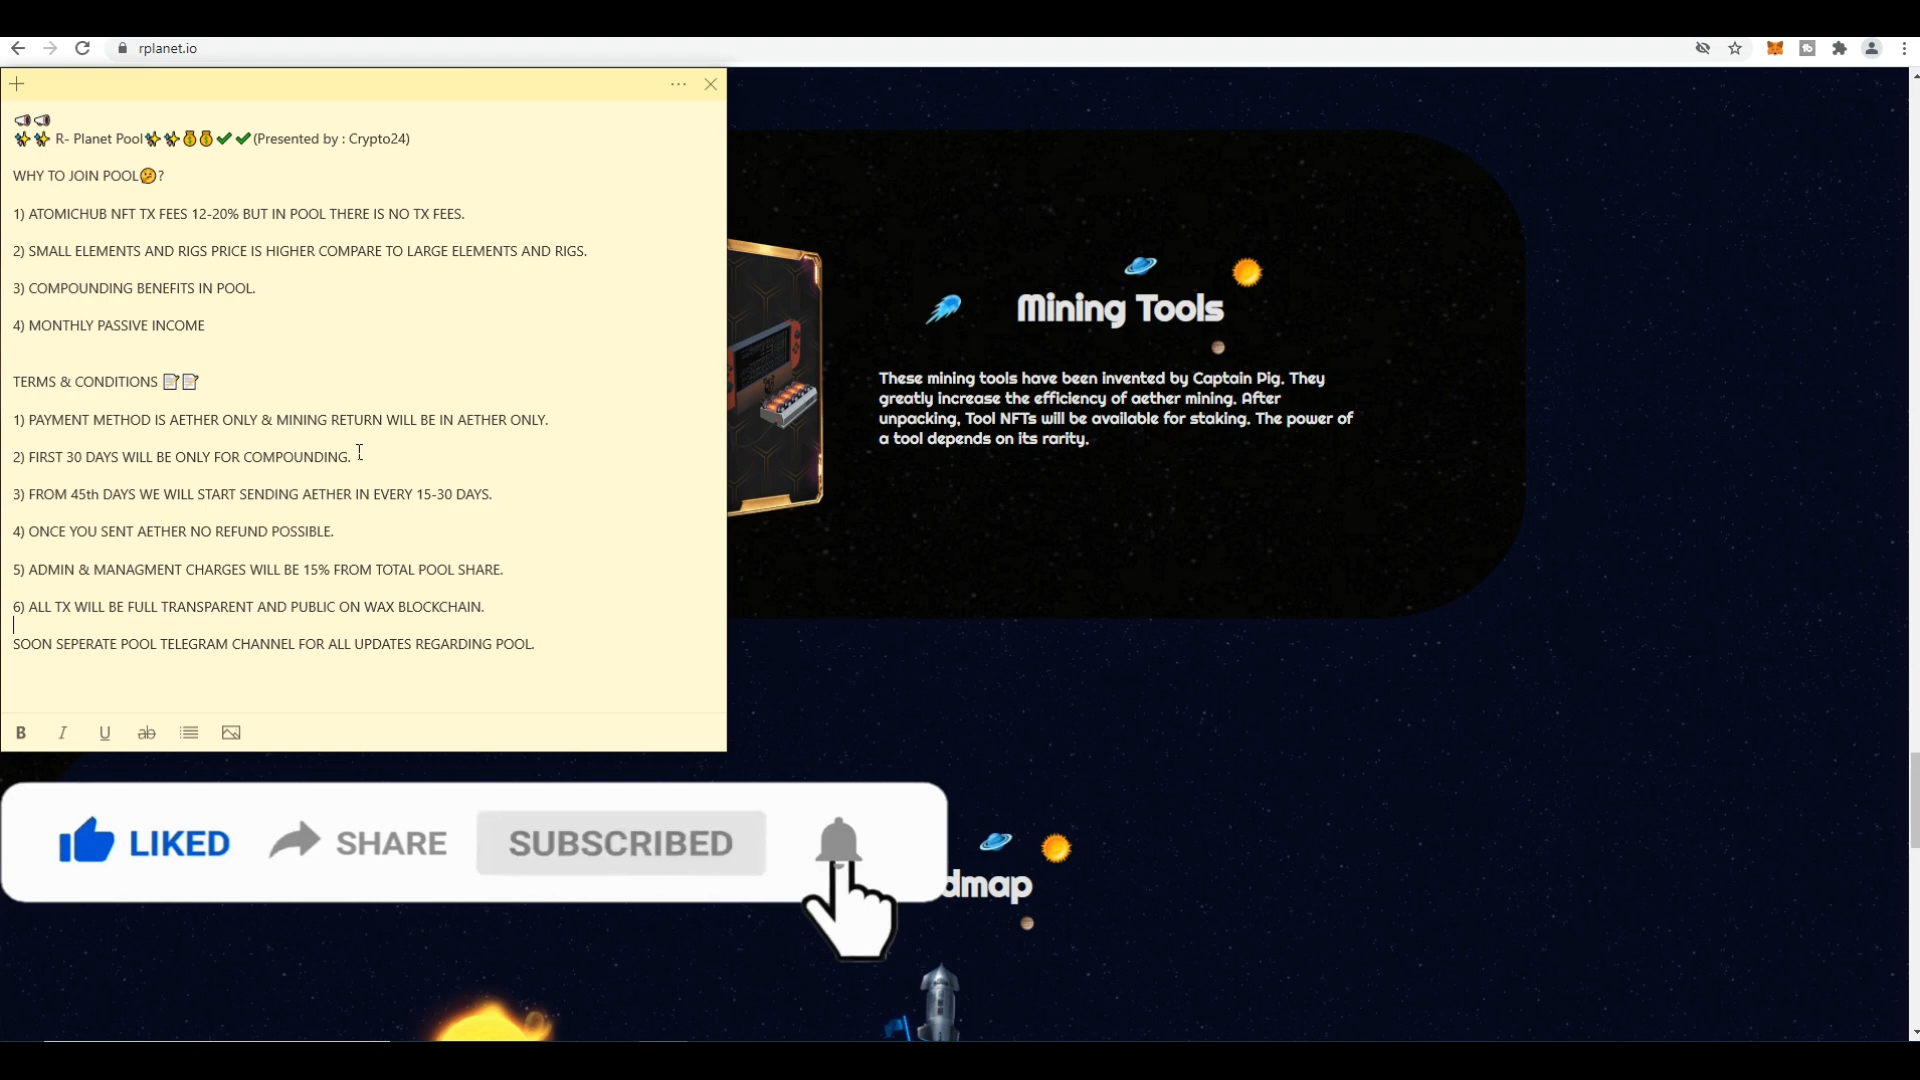 rplanet.io
R- Planet Pool (Presented by : Crypto24)
WHY TO JOIN POOL?
1) ATOMICHUB NFT TX FEES 12-20% BUT IN POOL THERE IS NO TX FEES.
2) SMALL ELEMENTS AND RIGS PRICE IS HIGHER COMPARE TO LARGE ELEMENTS AND RIGS.
3) COMPOUNDING BENEFITS IN POOL.
4) MONTHLY PASSIVE INCOME
TERMS & CONDITIONS
1) PAYMENT METHOD IS AETHER ONLY & MINING RETURN WILL BE IN AETHER ONLY.
2) FIRST 30 DAYS WILL BE ONLY FOR COMPOUNDING.
3) FROM 45th DAYS WE WILL START SENDING AETHER IN EVERY 15-30 DAYS.
4) ONCE YOU SENT AETHER NO REFUND POSSIBLE.
5) ADMIN & MANAGMENT CHARGES WILL BE 15% FROM TOTAL POOL SHARE.
6) ALL TX WILL BE FULL TRANSPARENT AND PUBLIC ON WAX BLOCKCHAIN.
SOON SEPERATE POOL TELEGRAM CHANNEL FOR ALL UPDATES REGARDING POOL.
B I U ab
Mining Tools
These mining tools have been invented by Captain Pig. They
greatly increase the efficiency of aether mining. After
unpacking, Tool NFTs will be available for staking. The power of
a tool depends on its rarity.
LIKED SHARE SUBSCRIBED
dmap